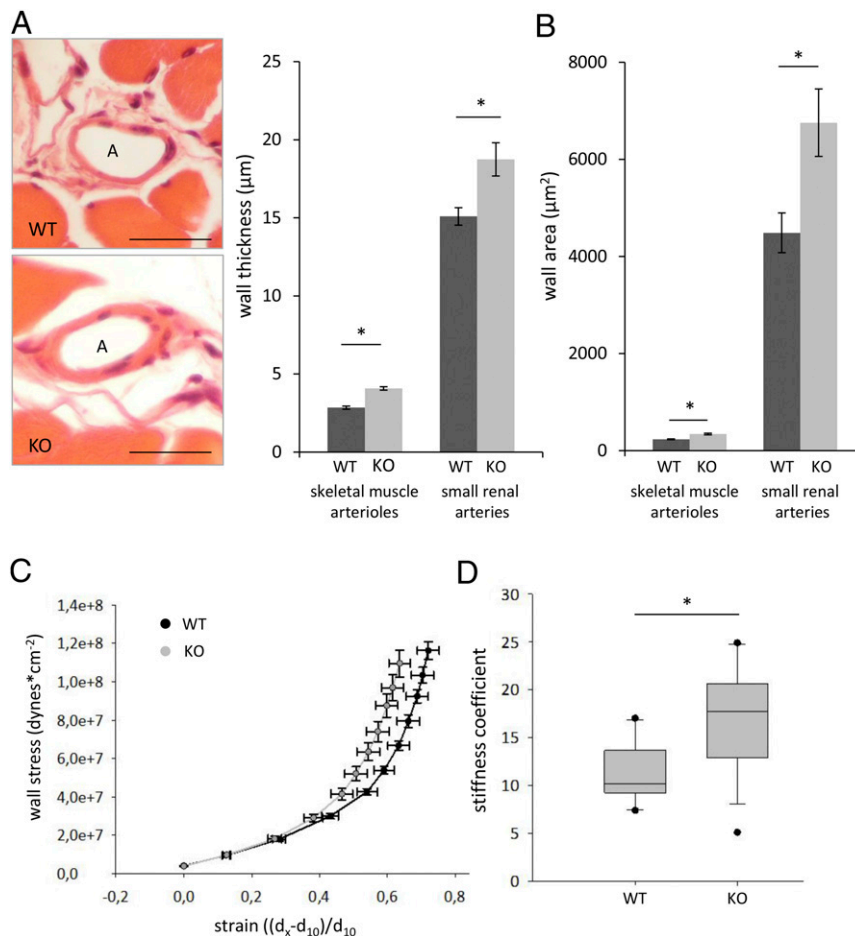 A
A
WT
A
KO
wall thickness (µm)
25
20
15
10
5
0
*
*
WT KO WT KO
skeletal muscle small renal
arterioles arteries
B
wall area (µm²)
8000
6000
4000
2000
0
*
*
WT KO WT KO
skeletal muscle small renal
arterioles arteries
C
wall stress (dynes*cm⁻²)
1,4e+8
1,2e+8
1,0e+8
8,0e+7
6,0e+7
4,0e+7
2,0e+7
0,0
WT
KO
-0,2 0,0 0,2 0,4 0,6 0,8
strain ((dₓ-d₁₀)/d₁₀
D
stiffness coefficient
30
25
20
15
10
5
0
*
WT KO